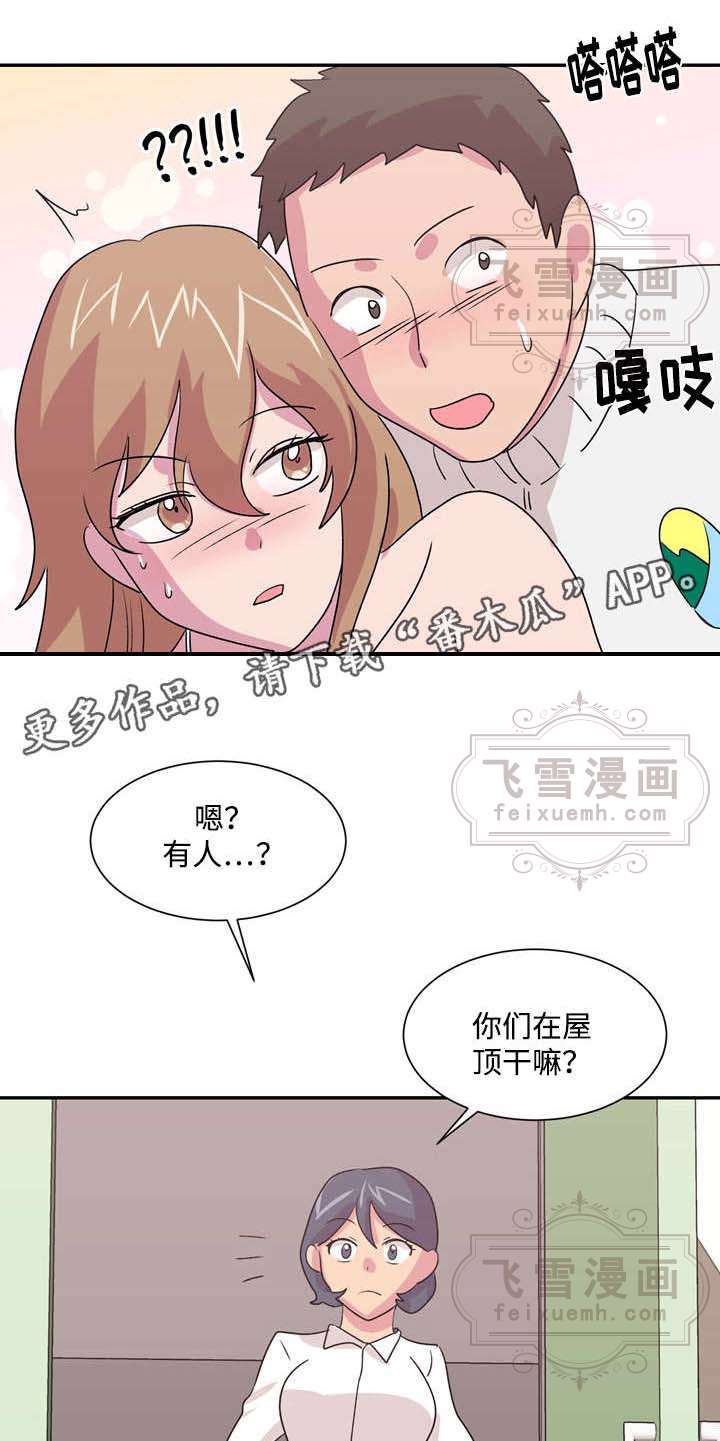 嗒嗒嗒
??!!!
飞雪漫画
feixuemh.com
嘎吱
更多作品，请下载“番木瓜”APP。
飞雪漫画
feixuemh.com
嗯？
有人...？
你们在屋
顶干嘛？
飞雪漫画
feixuemh.com